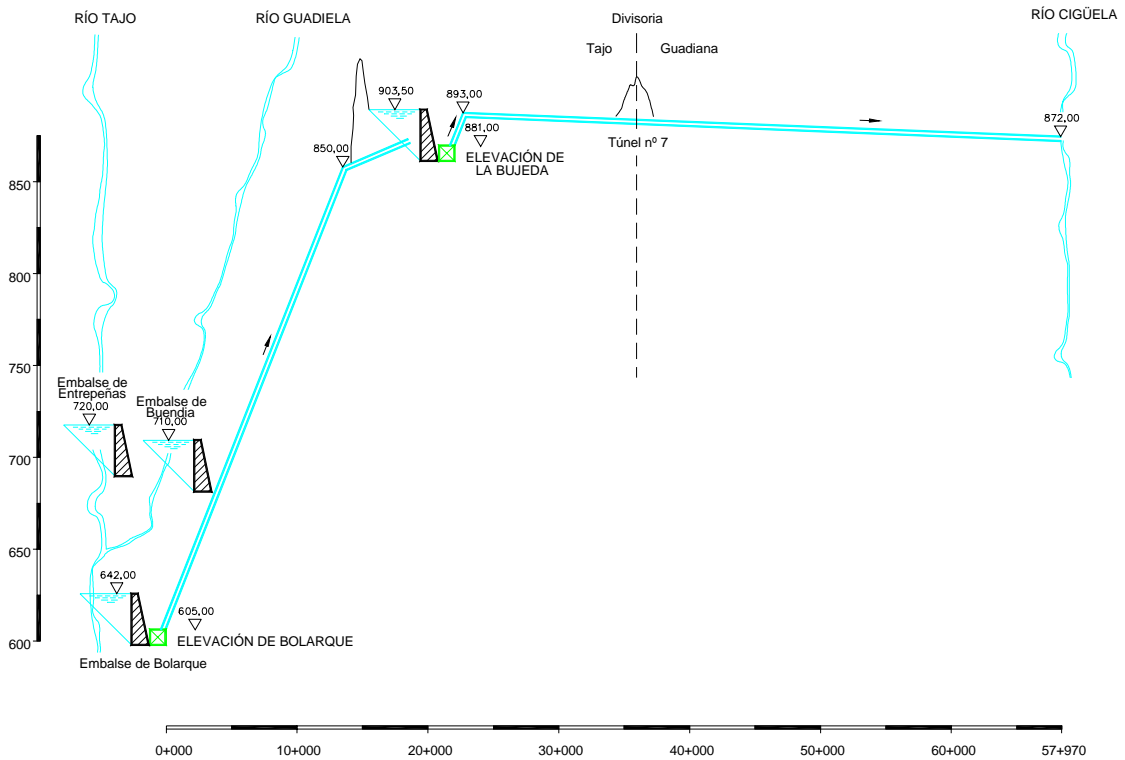 RÍO TAJO
RÍO GUADIELA
Divisoria
RÍO CIGÜELA
Tajo
Guadiana
903,50
893,00
881,00
872,00
850,00
Túnel nº 7
ELEVACIÓN DE
LA BUJEDA
850
800
750
700
650
600
Embalse de
Entrepeñas
720,00
Embalse de
Buendia
710,00
642,00
605,00
ELEVACIÓN DE BOLARQUE
Embalse de Bolarque
0+000
10+000
20+000
30+000
40+000
50+000
60+000
57+970